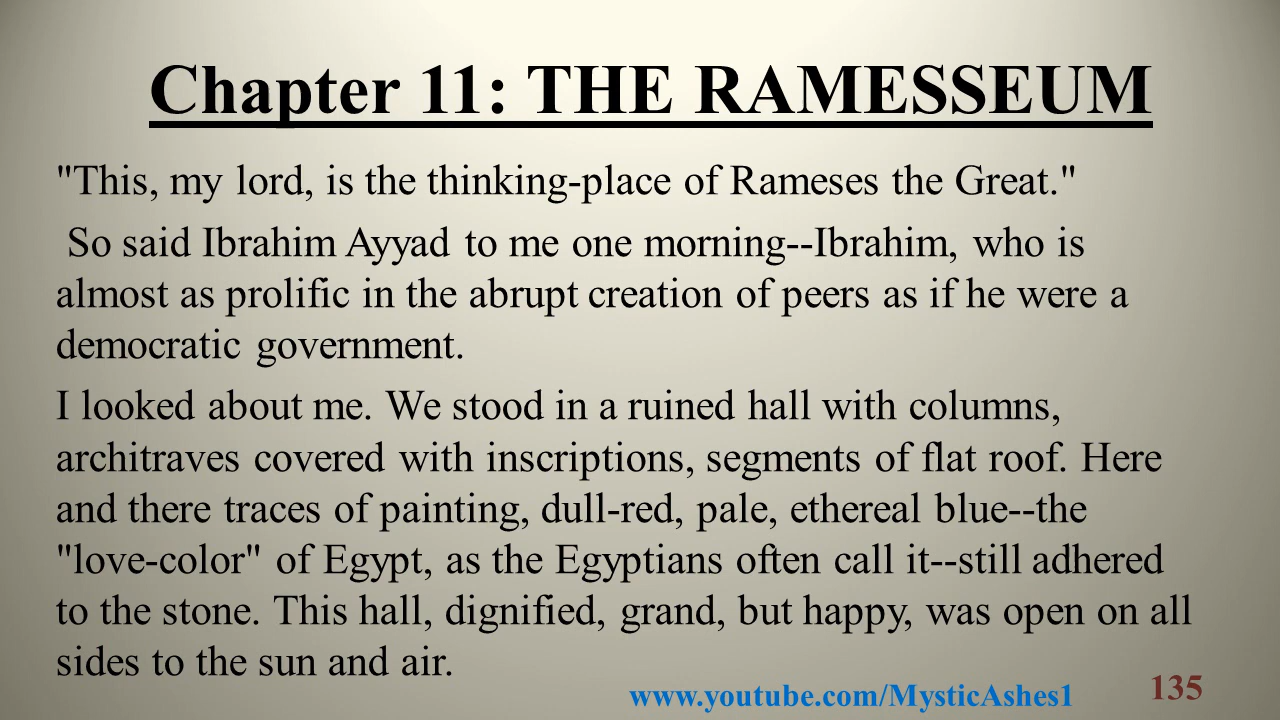 Chapter 11: THE RAMESSEUM
"This, my lord, is the thinking-place of Rameses the Great."
So said Ibrahim Ayyad to me one morning--Ibrahim, who is
almost as prolific in the abrupt creation of peers as if he were a
democratic government.
I looked about me. We stood in a ruined hall with columns,
architraves covered with inscriptions, segments of flat roof. Here
and there traces of painting, dull-red, pale, ethereal blue--the
"love-color" of Egypt, as the Egyptians often call it--still adhered
to the stone. This hall, dignified, grand, but happy, was open on all
sides to the sun and air.
www.youtube.com/MysticAshes1
135